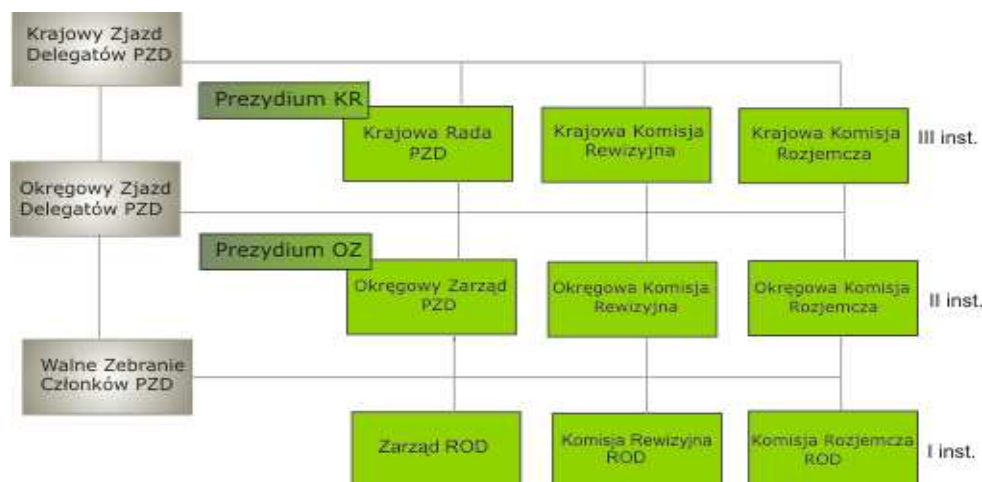 Krajowy Zjazd
Delegatów PZD
Prezydium KR
Krajowa Rada
PZD
Krajowa Komisja
Rewizyjna
Krajowa Komisja
Rozjemcza
III inst.
Okręgowy Zjazd
Delegatów PZD
Prezydium OZ
Okręgowy Zarząd
PZD
Okręgowa Komisja
Rewizyjna
Okręgowa Komisja
Rozjemcza
II inst.
Walne Zebranie
Członków PZD
Zarząd ROD
Komisja Rewizyjna
ROD
Komisja Rozjemcza
ROD
I inst.